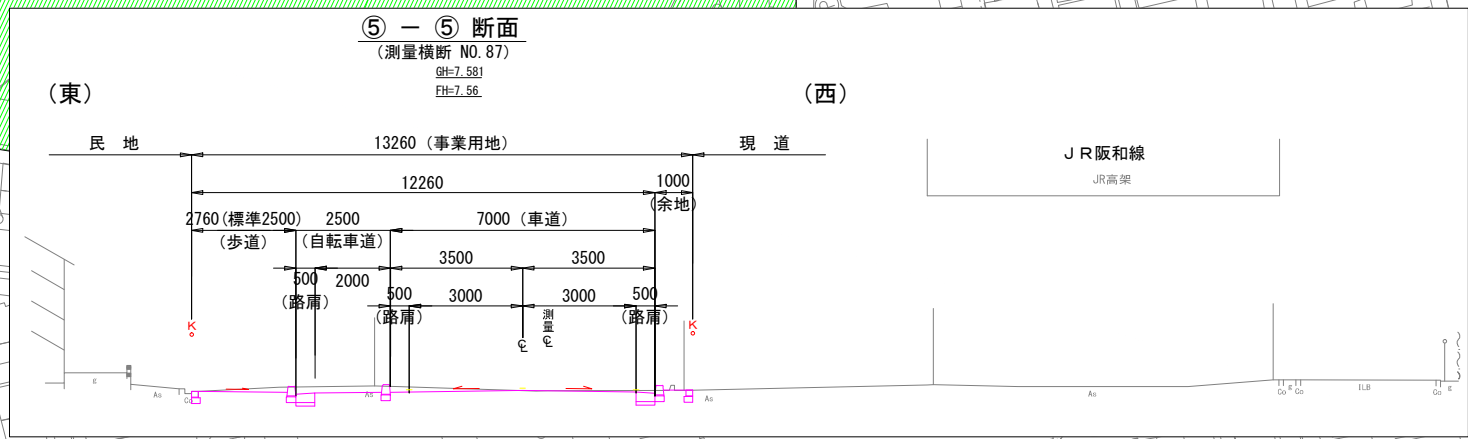 ⑤ － ⑤ 断面
(測量横断 NO.87)
GH=7.581
FH=7.56
(東)
(西)
民 地
13260 (事業用地)
現 道
12260
1000
(余地)
2760(標準2500)
(歩道)
2500
(自転車道)
7000 (車道)
500
(路肩)
2000
3500
3500
500
(路肩)
3000
3000
500
(路肩)
測量
℄
℄
K
K
ＪＲ阪和線
JR高架
g
As
Co
As
As
As
Co
g
Co
ILB
Co
g